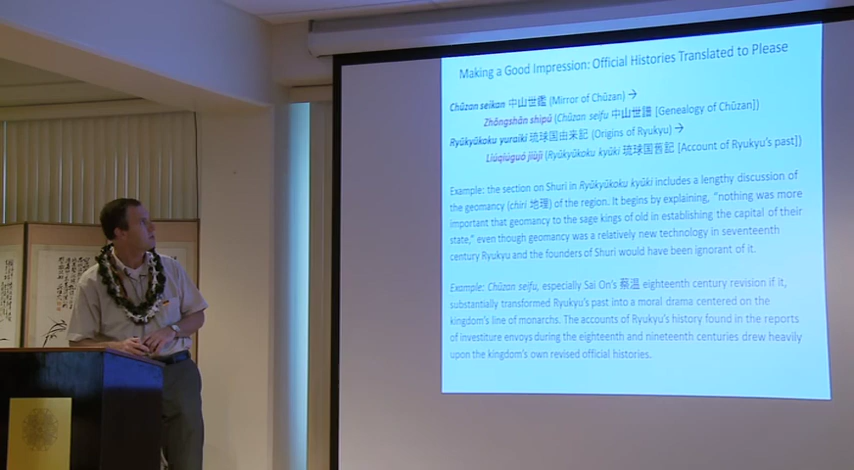 Making a Good Impression: Official Histories Translated to Please
Chūzan seikan 中山世鑑 (Mirror of Chūzan) →
Zhōngshān shìpǔ (Chūzan seifu 中山世譜 [Genealogy of Chūzan])
Ryūkyūkoku yuraiki 琉球国由来記 (Origins of Ryukyu) →
Liúqiúguó jiùjì (Ryūkyūkoku kyūki 琉球国舊記 [Account of Ryukyu's past])
Example: the section on Shuri in Ryūkyūkoku kyūki includes a lengthy discussion of
the geomancy (chiri 地理) of the region. It begins by explaining, "nothing was more
important that geomancy to the sage kings of old in establishing the capital of their
state," even though geomancy was a relatively new technology in seventeenth
century Ryukyu and the founders of Shuri would have been ignorant of it.
Example: Chūzan seifu, especially Sai On's 蔡温 eighteenth century revision if it,
substantially transformed Ryukyu's past into a moral drama centered on the
kingdom's line of monarchs. The accounts of Ryukyu's history found in the reports
of investiture envoys during the eighteenth and nineteenth centuries drew heavily
upon the kingdom's own revised official histories.